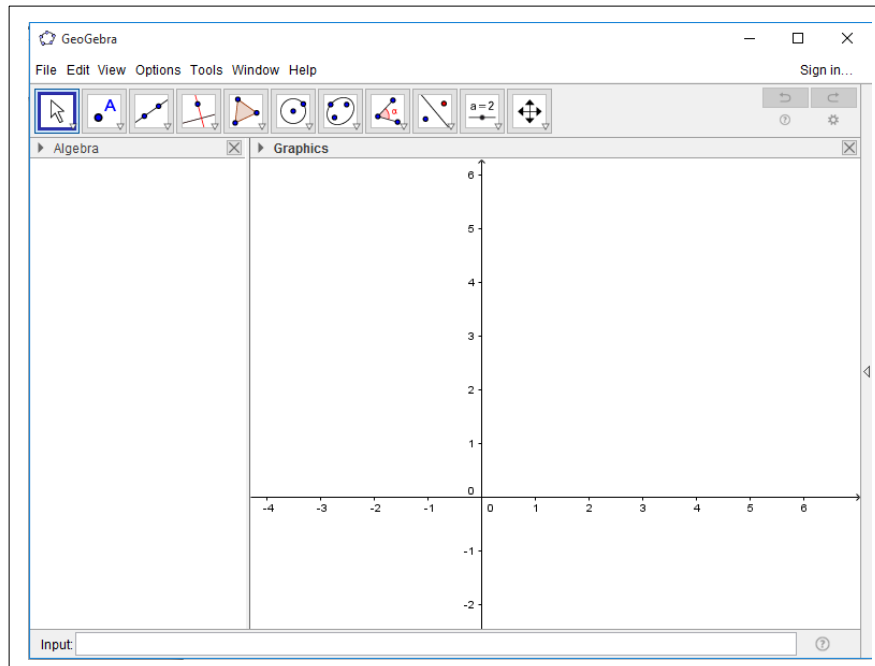 GeoGebra
File Edit View Options Tools Window Help
Sign in...
A
α
a=2
Algebra
Graphics
6
5
4
3
2
1
0
-4 -3 -2 -1 0 1 2 3 4 5 6
-1
-2
Input: